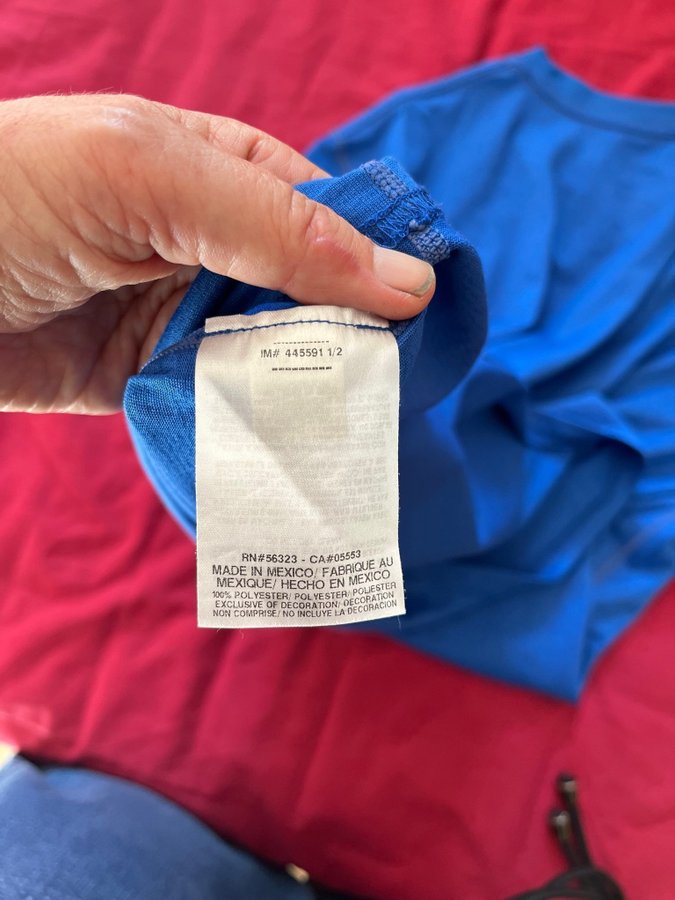 IM# 445591 1/2
RN#56323 - CA#05553
MADE IN MEXICO/ FABRIQUE AU
MEXIQUE/ HECHO EN MEXICO
100% POLYESTER/ POLYESTER/ POLIESTER
EXCLUSIVE OF DECORATION/ DECORATION
NON COMPRISE/ NO INCLUYE LA DECORACION